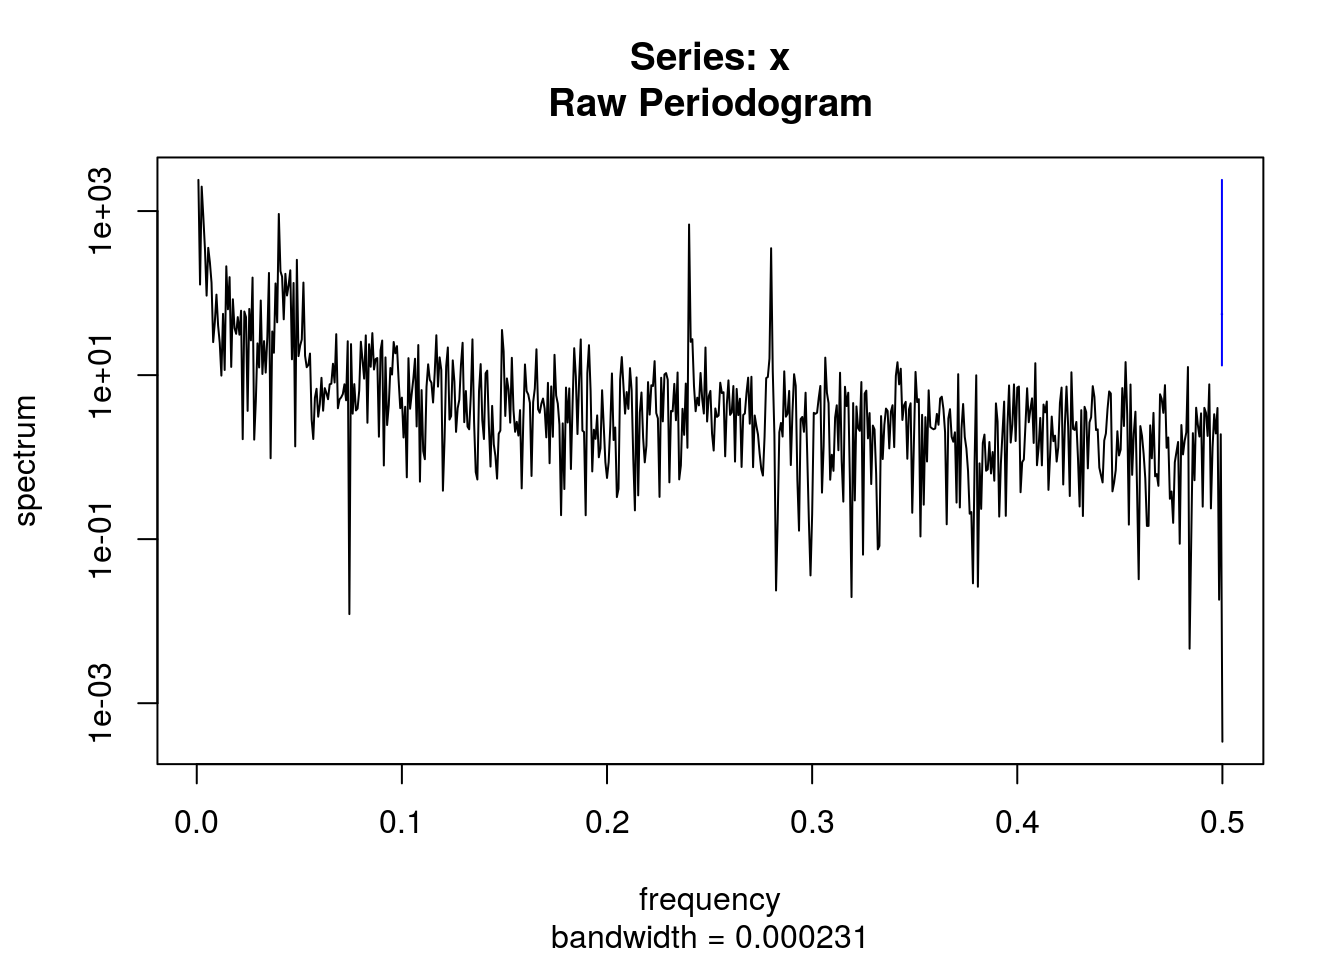 Series: x
Raw Periodogram
spectrum
1e+03
1e+01
1e-01
1e-03
0.0
0.1
0.2
0.3
0.4
0.5
frequency
bandwidth = 0.000231